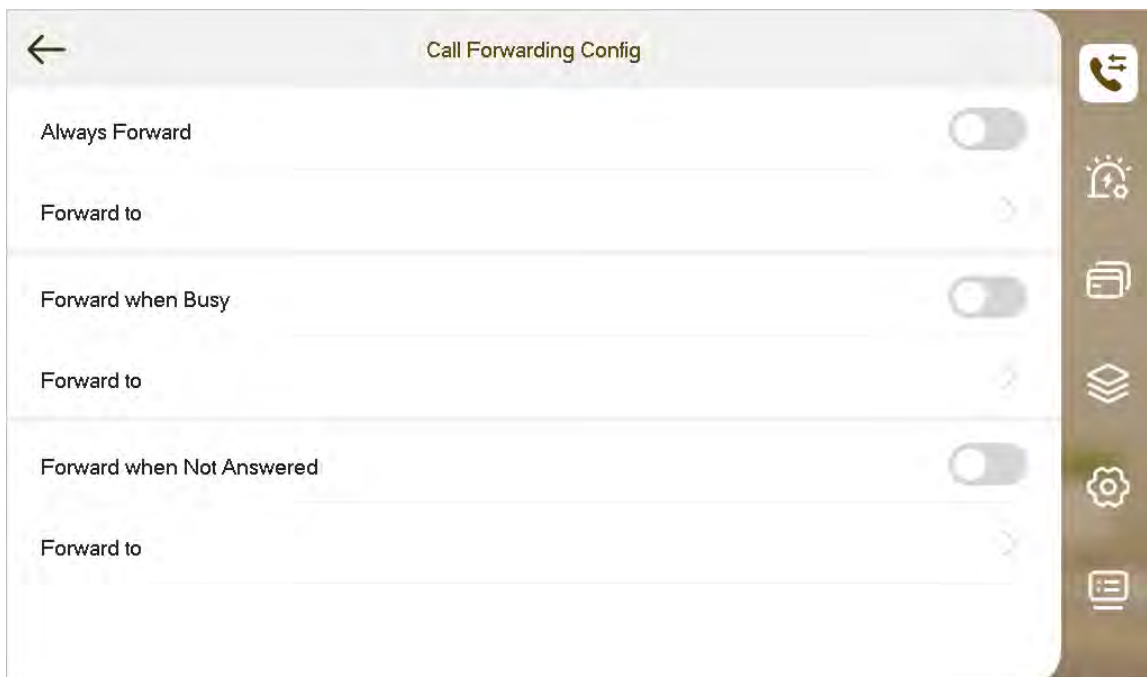 Call Forwarding Config
Always Forward
Forward to
Forward when Busy
Forward to
Forward when Not Answered
Forward to